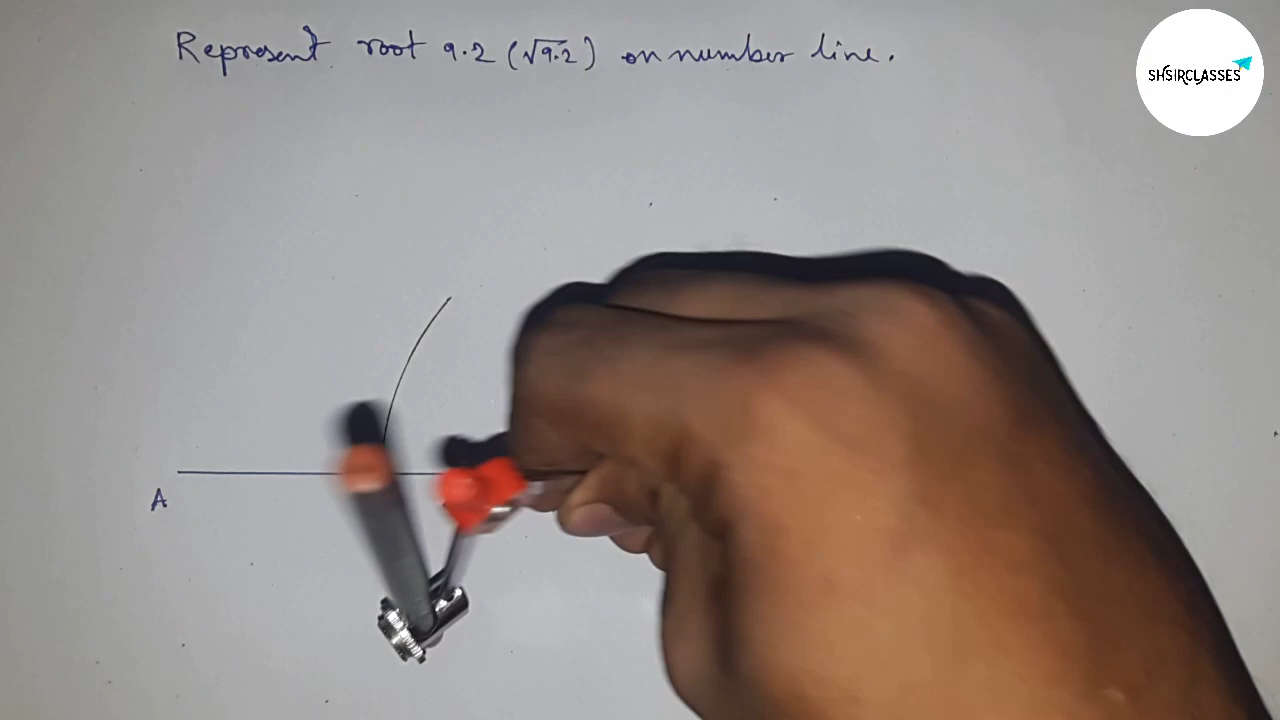 Represent root 9.2 (√9.2) on number line.
SHSIRCLASSES
A